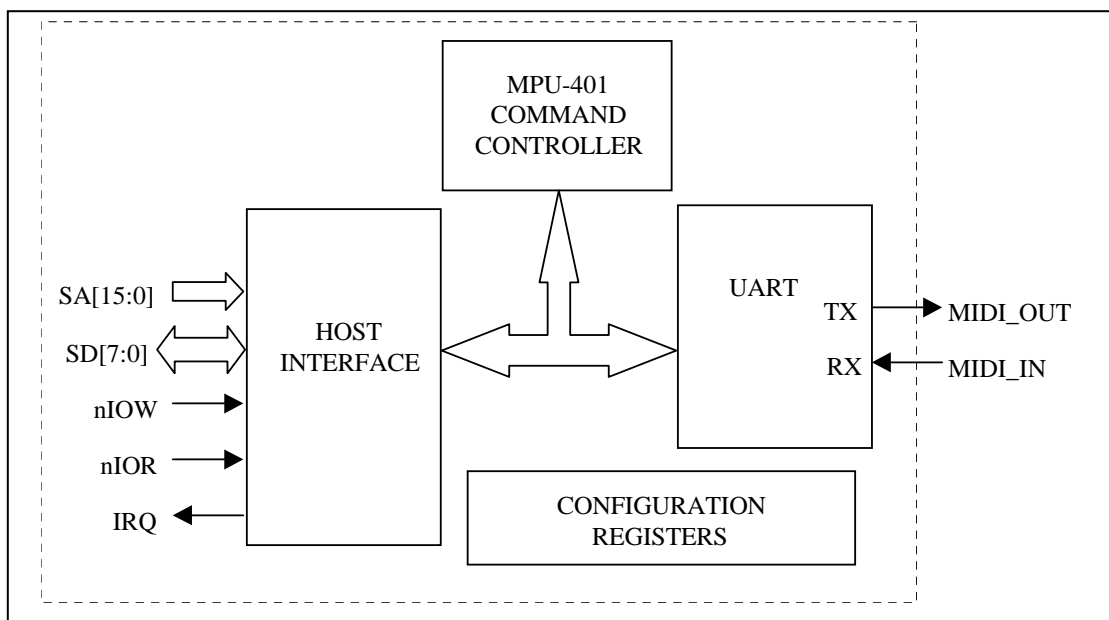 MPU-401
COMMAND
CONTROLLER
SA[15:0]
SD[7:0]
nIOW
nIOR
IRQ
HOST
INTERFACE
UART
TX
RX
MIDI_OUT
MIDI_IN
CONFIGURATION
REGISTERS